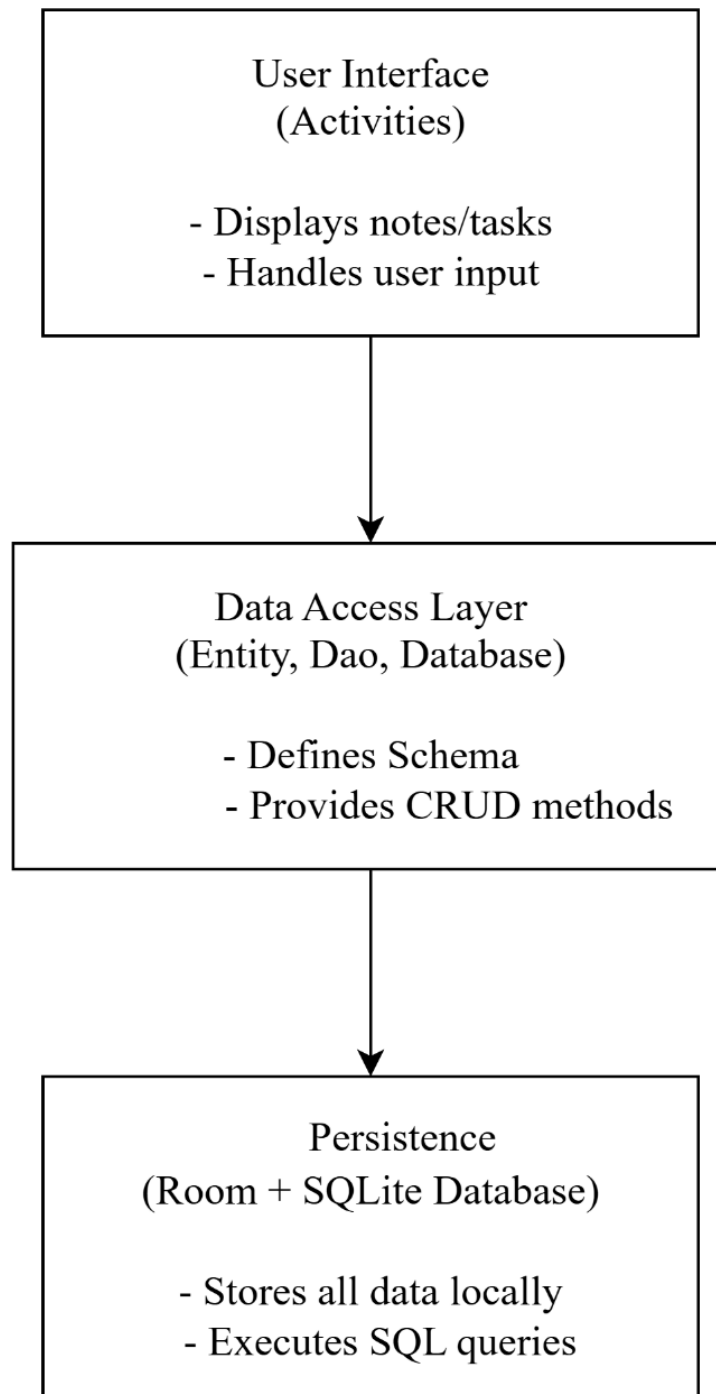 User Interface
(Activities)
- Displays notes/tasks
- Handles user input
Data Access Layer
(Entity, Dao, Database)
- Defines Schema
- Provides CRUD methods
Persistence
(Room + SQLite Database)
- Stores all data locally
- Executes SQL queries